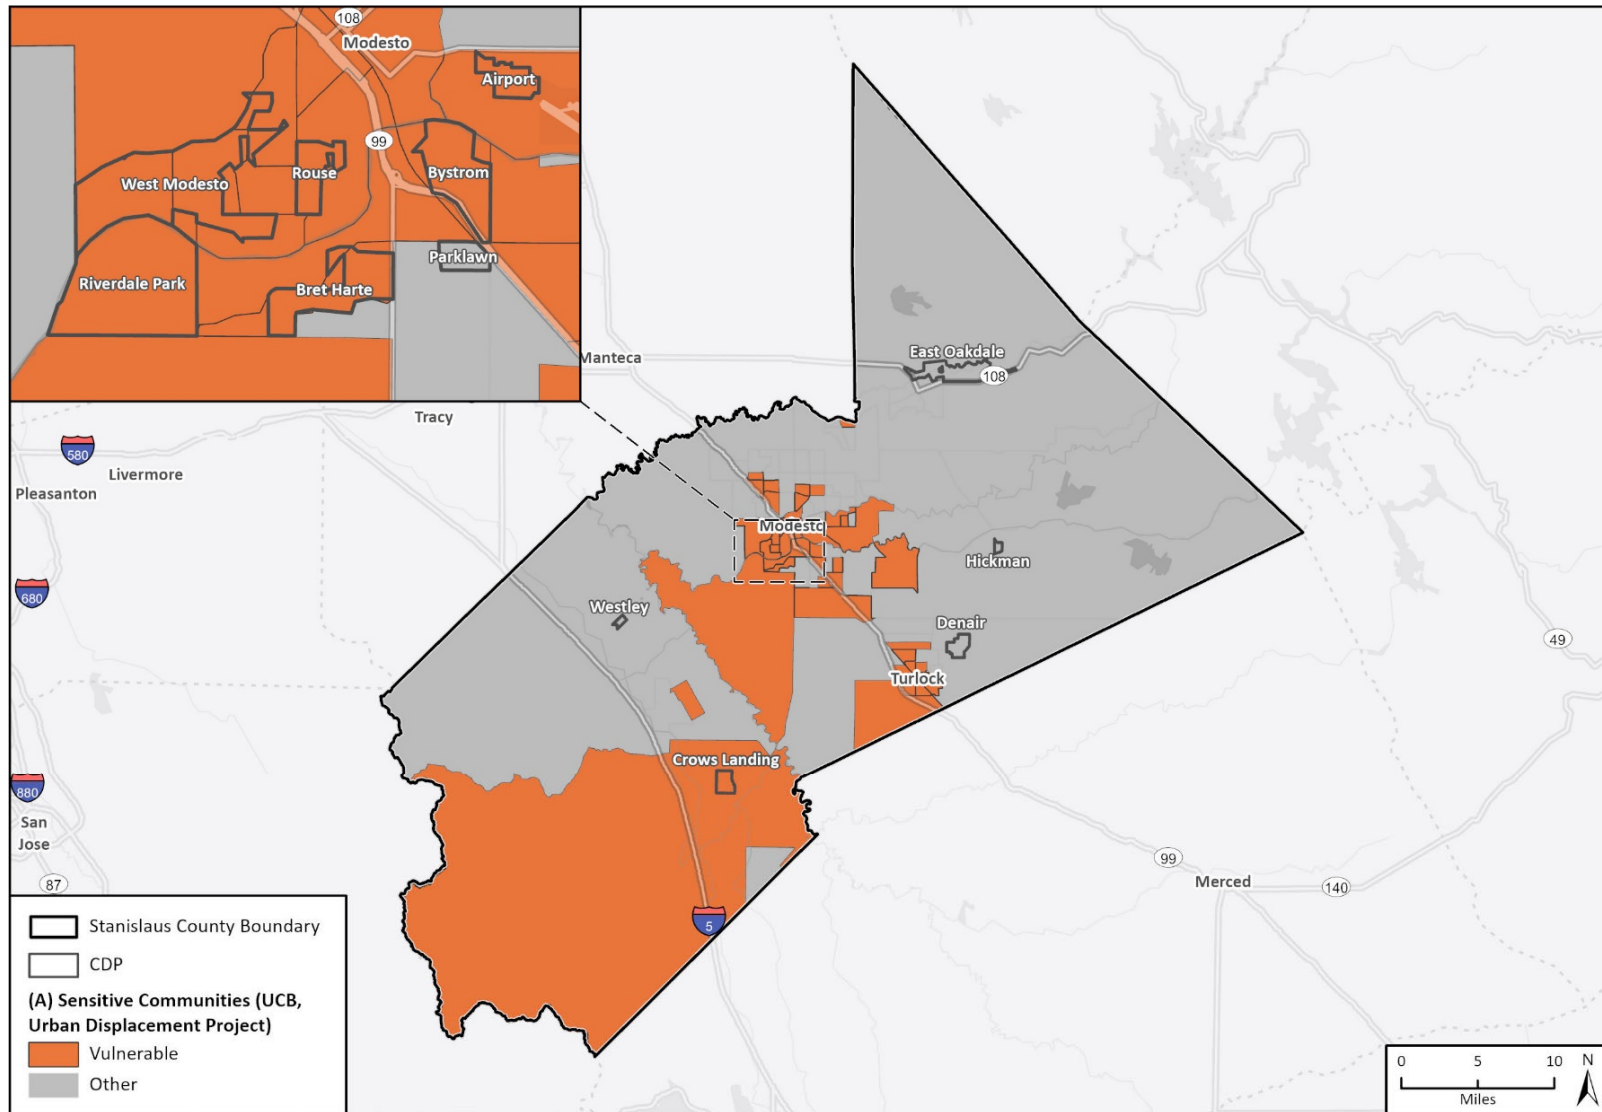 108
Modesto
Airport
99
West Modesto
Rouse
Bystrom
Parklawn
Riverdale Park
Bret Harte
Manteca
East Oakdale
108
Tracy
580
Livermore
Pleasanton
Modesto
Hickman
680
Westley
Denair
49
Turlock
Crows Landing
880
San
Jose
99
87
Merced
140
5
Stanislaus County Boundary
CDP
(A) Sensitive Communities (UCB,
Urban Displacement Project)
Vulnerable
Other
0 5 10
Miles
N